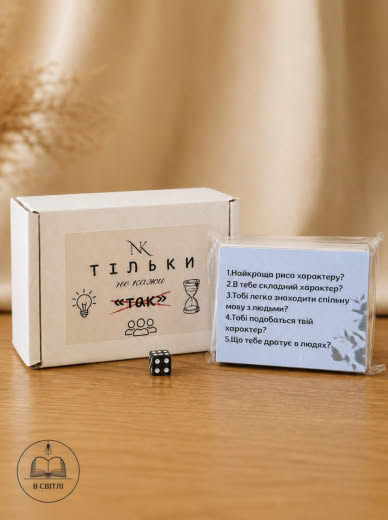 NK
ТІЛЬКИ
не кажи
«ТАК»
1.Найкраща риса характеру?
2.В тебе складний характер?
3.Тобі легко знаходити спільну
мову з людьми?
4.Тобі подобаться твій
характер?
5.Що тебе дратує в людях?
В СВІТЛІ